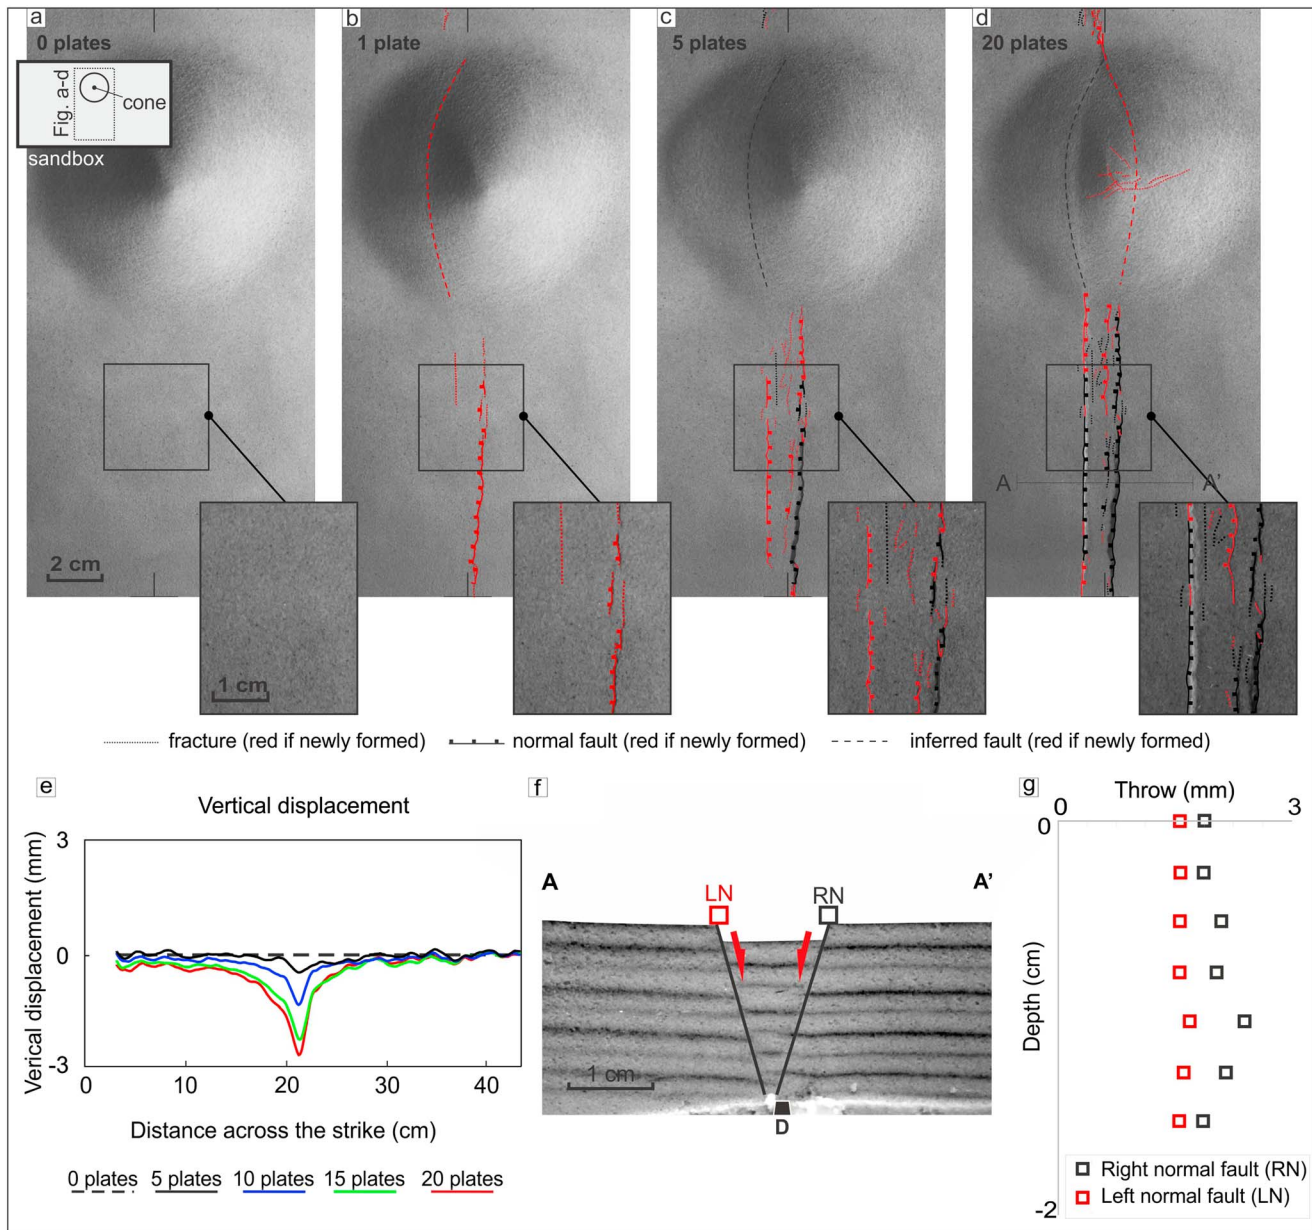 a
0 plates
b
1 plate
c
5 plates
d
20 plates
Fig. a-d
cone
sandbox
A
A'
2 cm
1 cm
fracture (red if newly formed)
normal fault (red if newly formed)
inferred fault (red if newly formed)
e
Vertical displacement
Verical displacement (mm)
3
0
-3
0
10
20
30
40
Distance across the strike (cm)
0 plates
5 plates
10 plates
15 plates
20 plates
f
A
A'
LN
RN
1 cm
D
g
Throw (mm)
0
3
0
Depth (cm)
-2
Right normal fault (RN)
Left normal fault (LN)